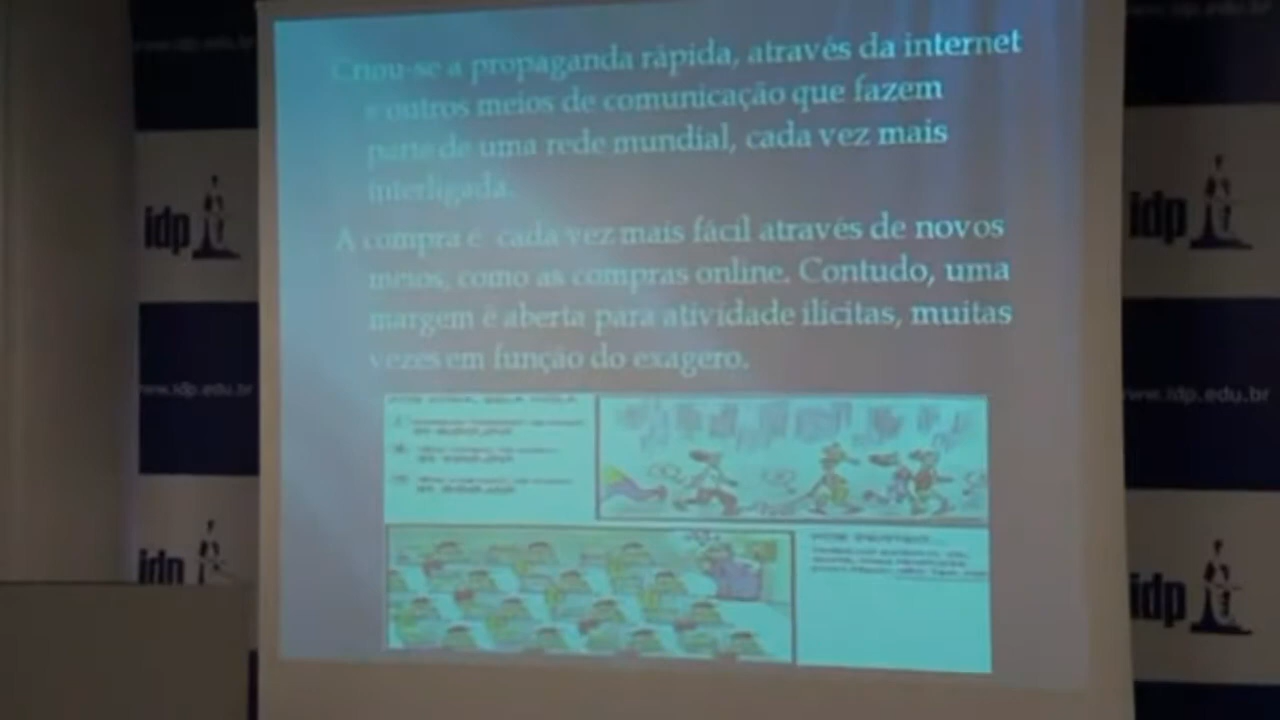 Criou-se a propaganda rápida, através da internet
e outros meios de comunicação que fazem
parte de uma rede mundial, cada vez mais
interligada.
A compra é cada vez mais fácil através de novos
meios, como as compras online. Contudo, uma
margem é aberta para atividade ilícitas, muitas
vezes em função do exagero.
idp
idp
www.idp.edu.br
www.idp.edu.br
idp
idp